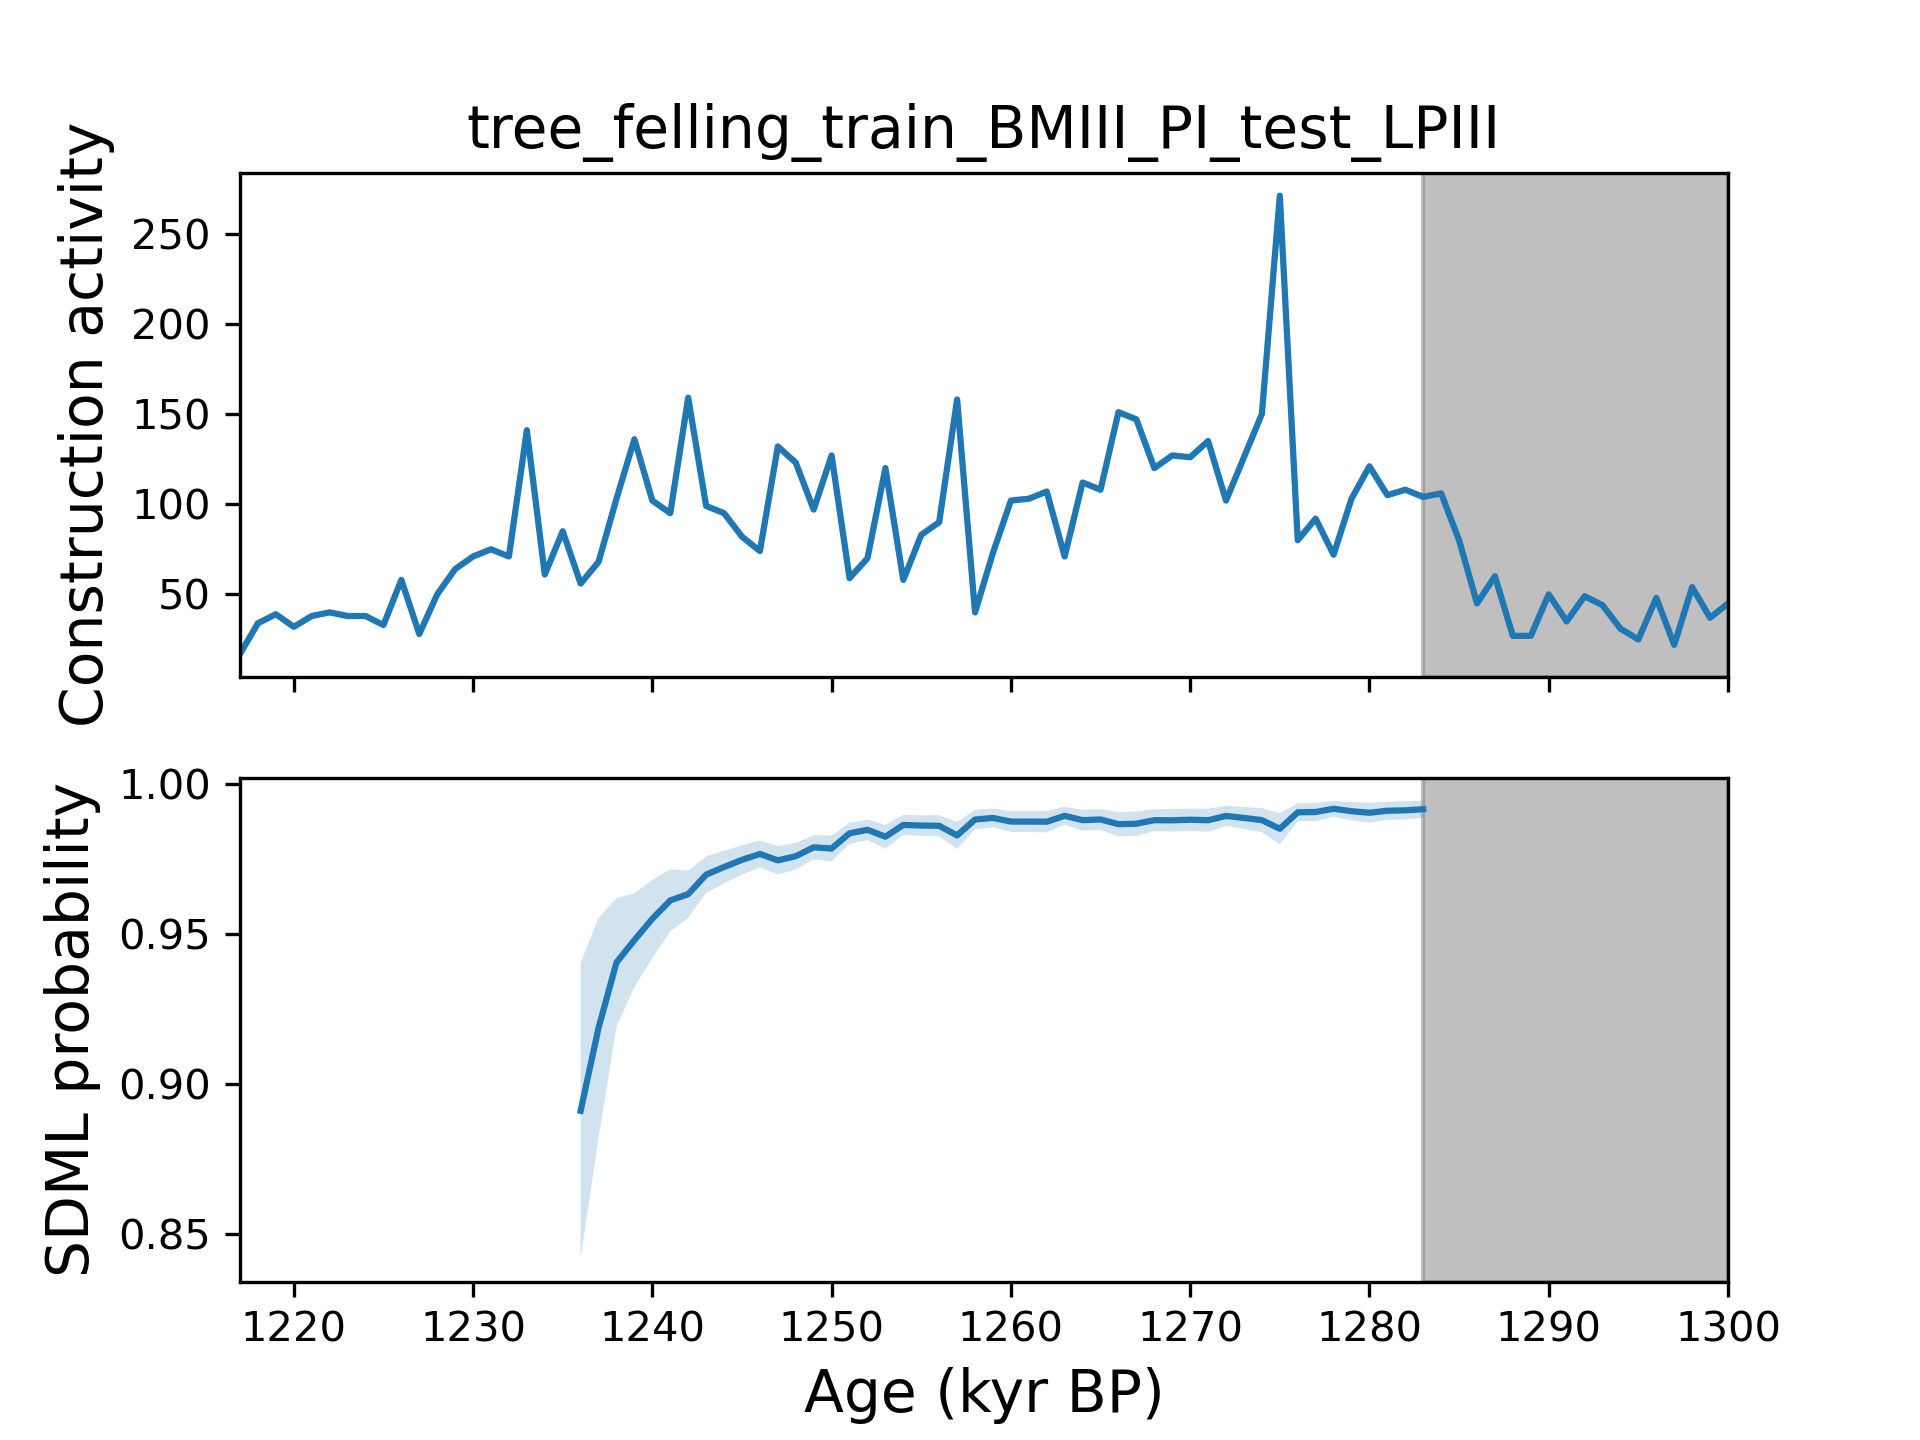 tree_felling_train_BMIII_PI_test_LPIII
Construction activity
250
200
150
100
50
SDML probability
1.00
0.95
0.90
0.85
1220 1230 1240 1250 1260 1270 1280 1290 1300
Age (kyr BP)